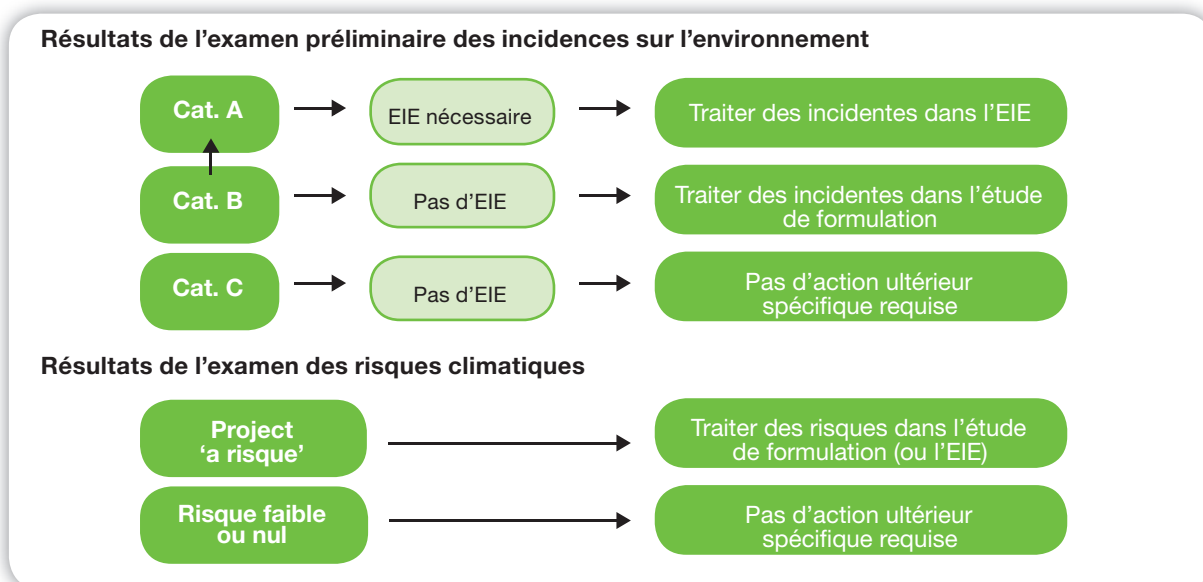 Résultats de l’examen préliminaire des incidences sur l’environnement
Cat. A
EIE nécessaire
Traiter des incidentes dans l’EIE
Cat. B
Pas d’EIE
Traiter des incidentes dans l’étude
de formulation
Cat. C
Pas d’EIE
Pas d’action ultérieur
spécifique requise
Résultats de l’examen des risques climatiques
Project
‘a risque’
Traiter des risques dans l’étude
de formulation (ou l’EIE)
Risque faible
ou nul
Pas d’action ultérieur
spécifique requise